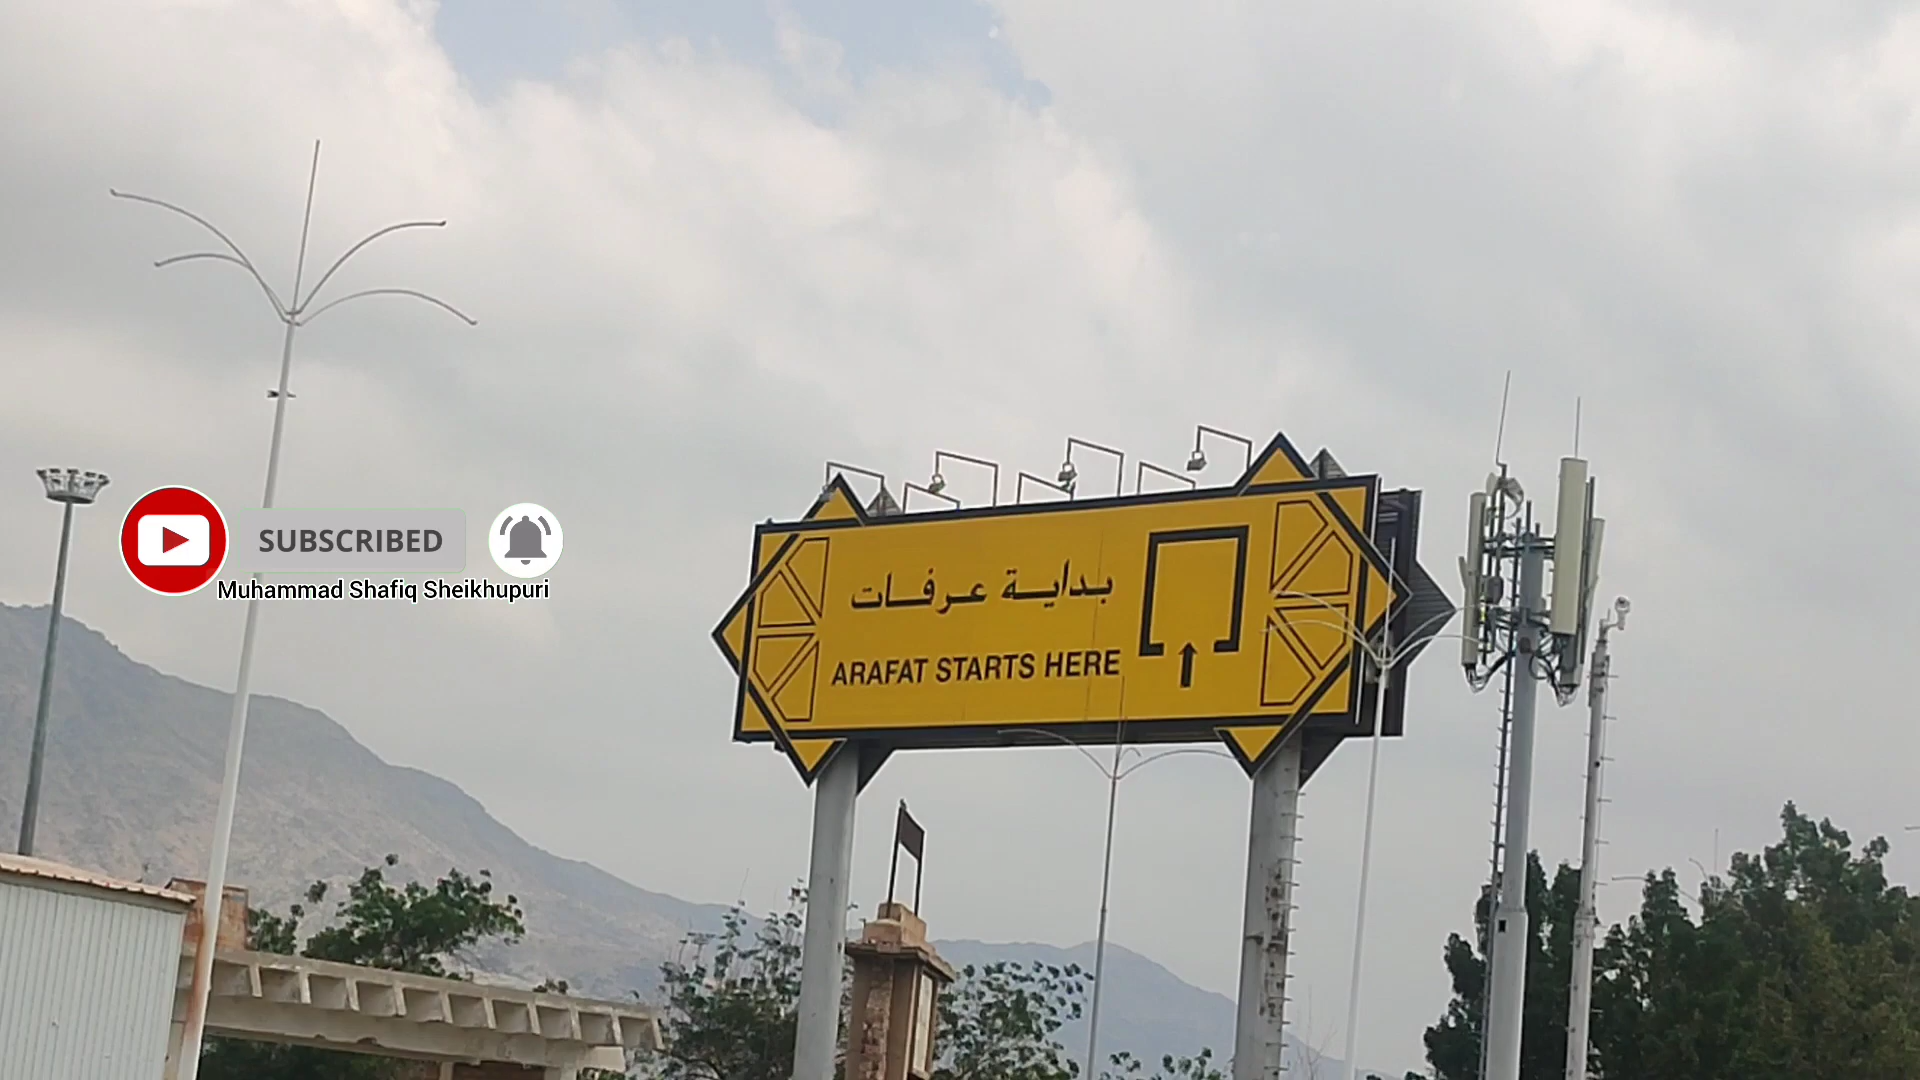 SUBSCRIBED
Muhammad Shafiq Sheikhupuri
بداية عرفات
ARAFAT STARTS HERE